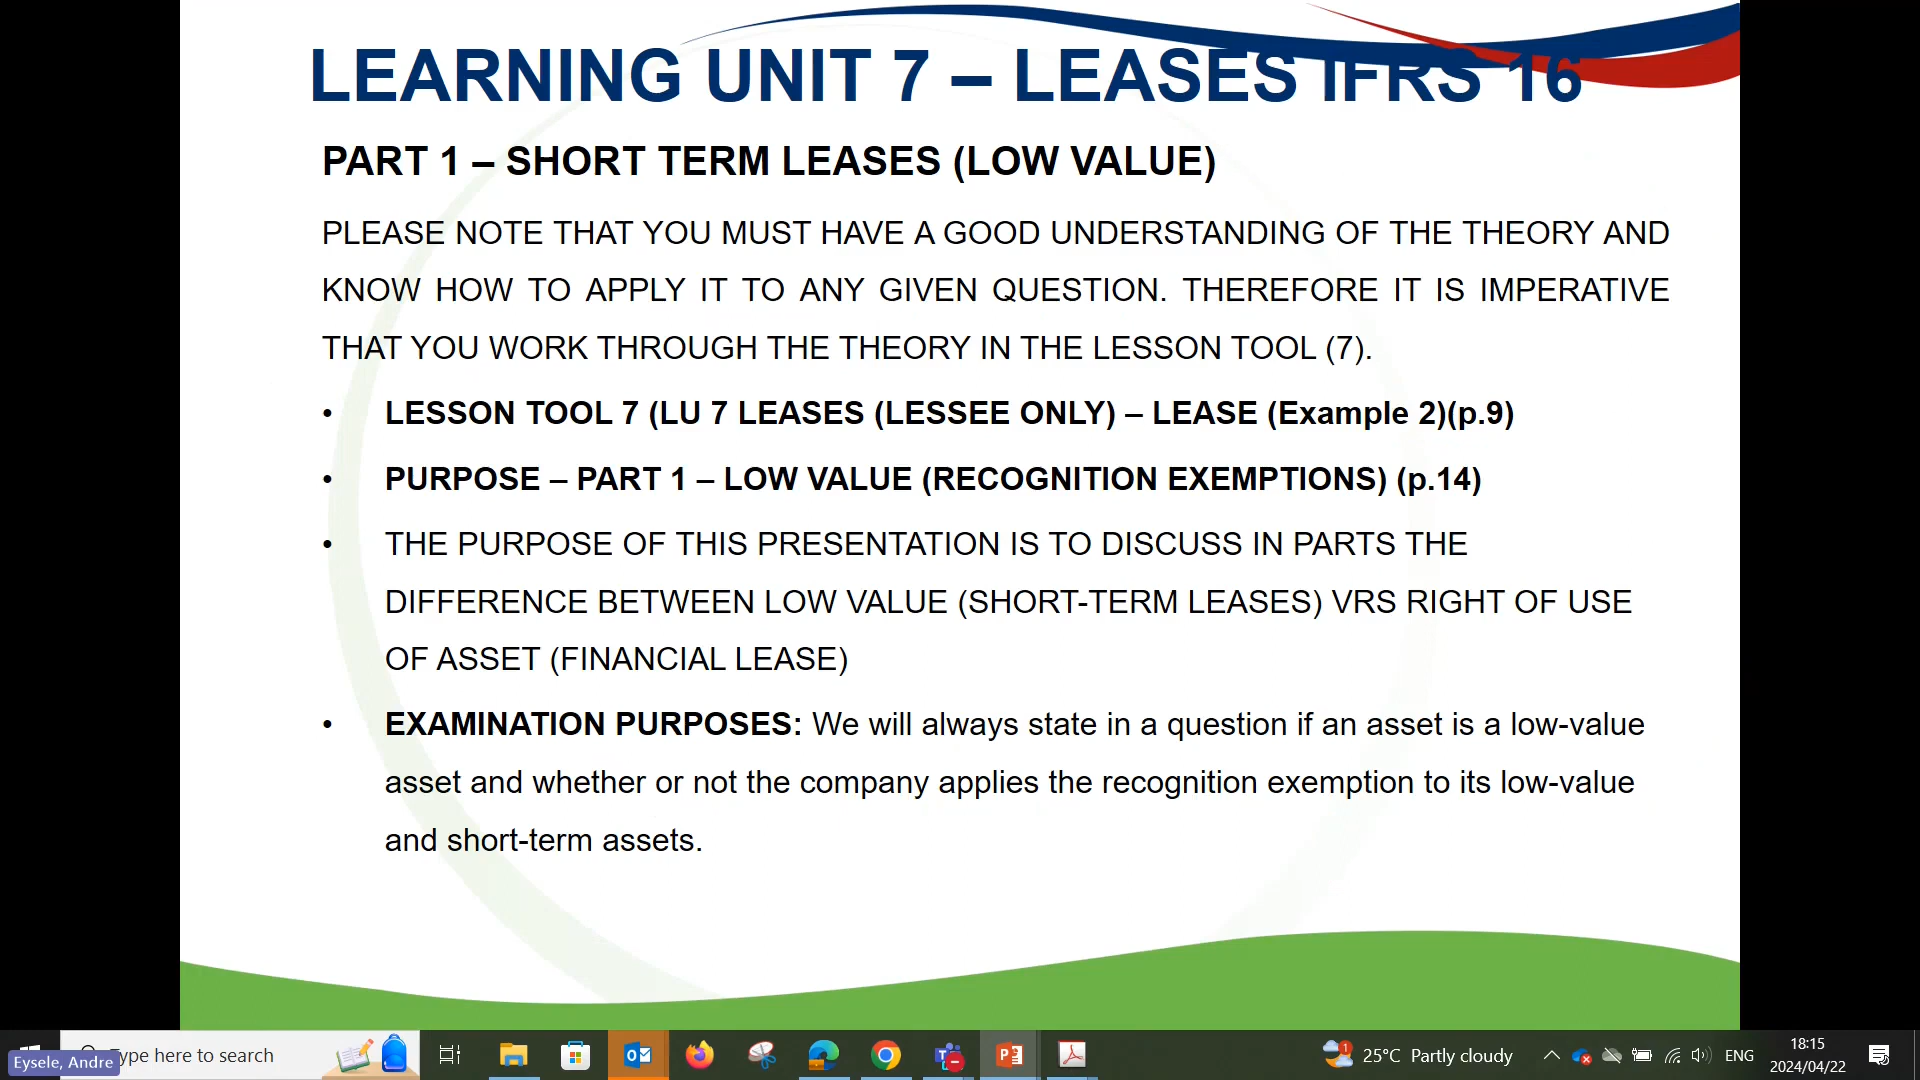 LEARNING UNIT 7 – LEASES IFRS 16
PART 1 – SHORT TERM LEASES (LOW VALUE)
PLEASE NOTE THAT YOU MUST HAVE A GOOD UNDERSTANDING OF THE THEORY AND
KNOW HOW TO APPLY IT TO ANY GIVEN QUESTION. THEREFORE IT IS IMPERATIVE
THAT YOU WORK THROUGH THE THEORY IN THE LESSON TOOL (7).
• LESSON TOOL 7 (LU 7 LEASES (LESSEE ONLY) – LEASE (Example 2)(p.9)
• PURPOSE – PART 1 – LOW VALUE (RECOGNITION EXEMPTIONS) (p.14)
• THE PURPOSE OF THIS PRESENTATION IS TO DISCUSS IN PARTS THE
DIFFERENCE BETWEEN LOW VALUE (SHORT-TERM LEASES) VRS RIGHT OF USE
OF ASSET (FINANCIAL LEASE)
• EXAMINATION PURPOSES: We will always state in a question if an asset is a low-value
asset and whether or not the company applies the recognition exemption to its low-value
and short-term assets.
Eysele, Andre
Type here to search
25°C Partly cloudy
ENG
18:15
2024/04/22